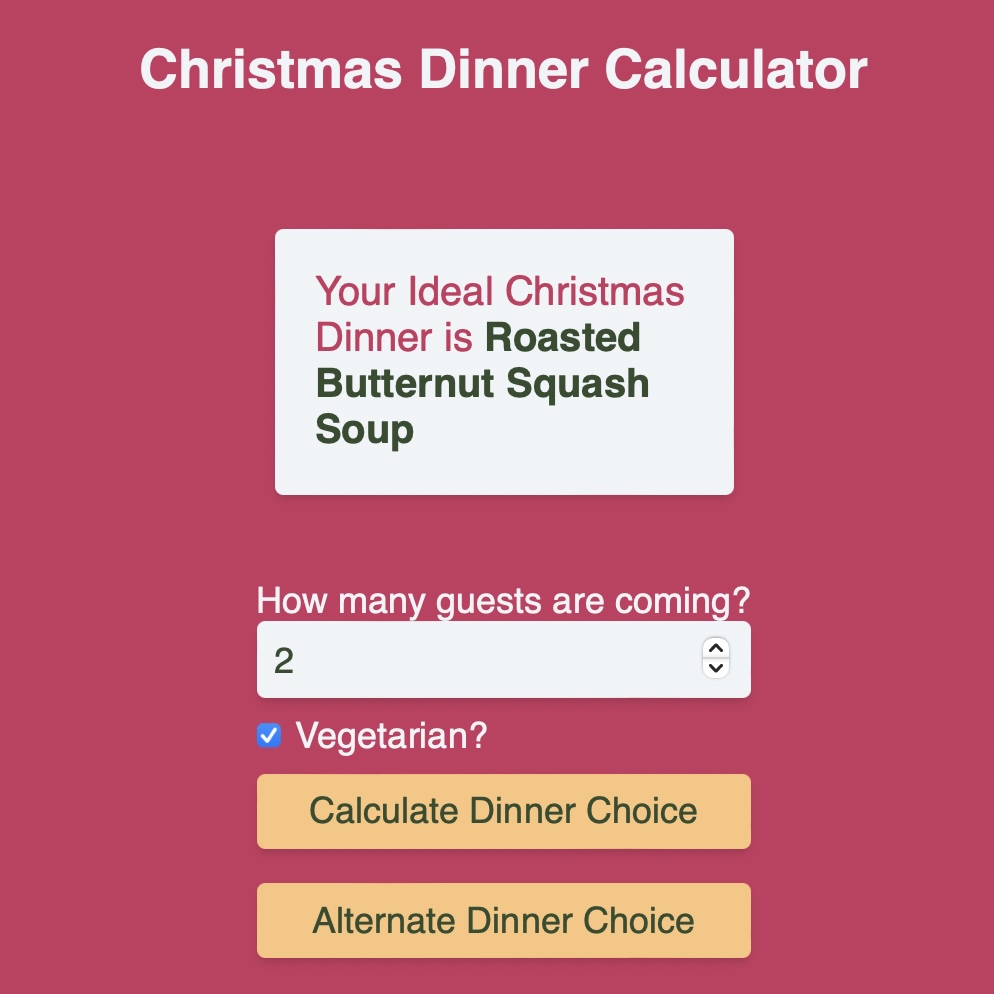 Christmas Dinner Calculator
Your Ideal Christmas
Dinner is Roasted
Butternut Squash
Soup
How many guests are coming?
2
Vegetarian?
Calculate Dinner Choice
Alternate Dinner Choice